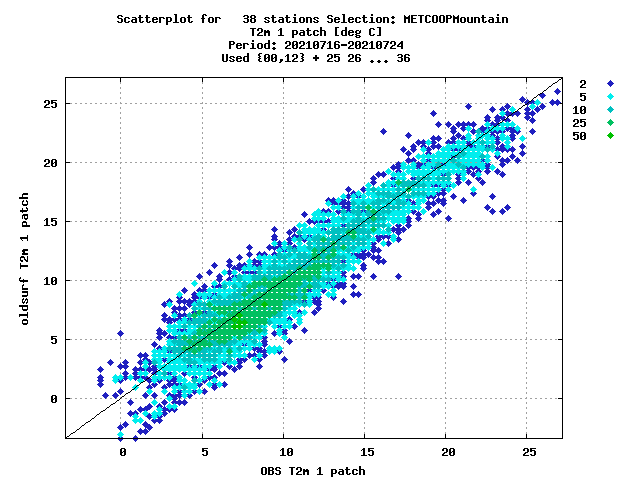 Scatterplot for   38 stations Selection: METCOOPMountain
T2m 1 patch [deg C]
Period: 20210716-20210724
Used {00,12} + 25 26 ... 36
2
5
10
25
50
25
20
15
10
5
0
oldsurf T2m 1 patch
0 5 10 15 20 25
OBS T2m 1 patch